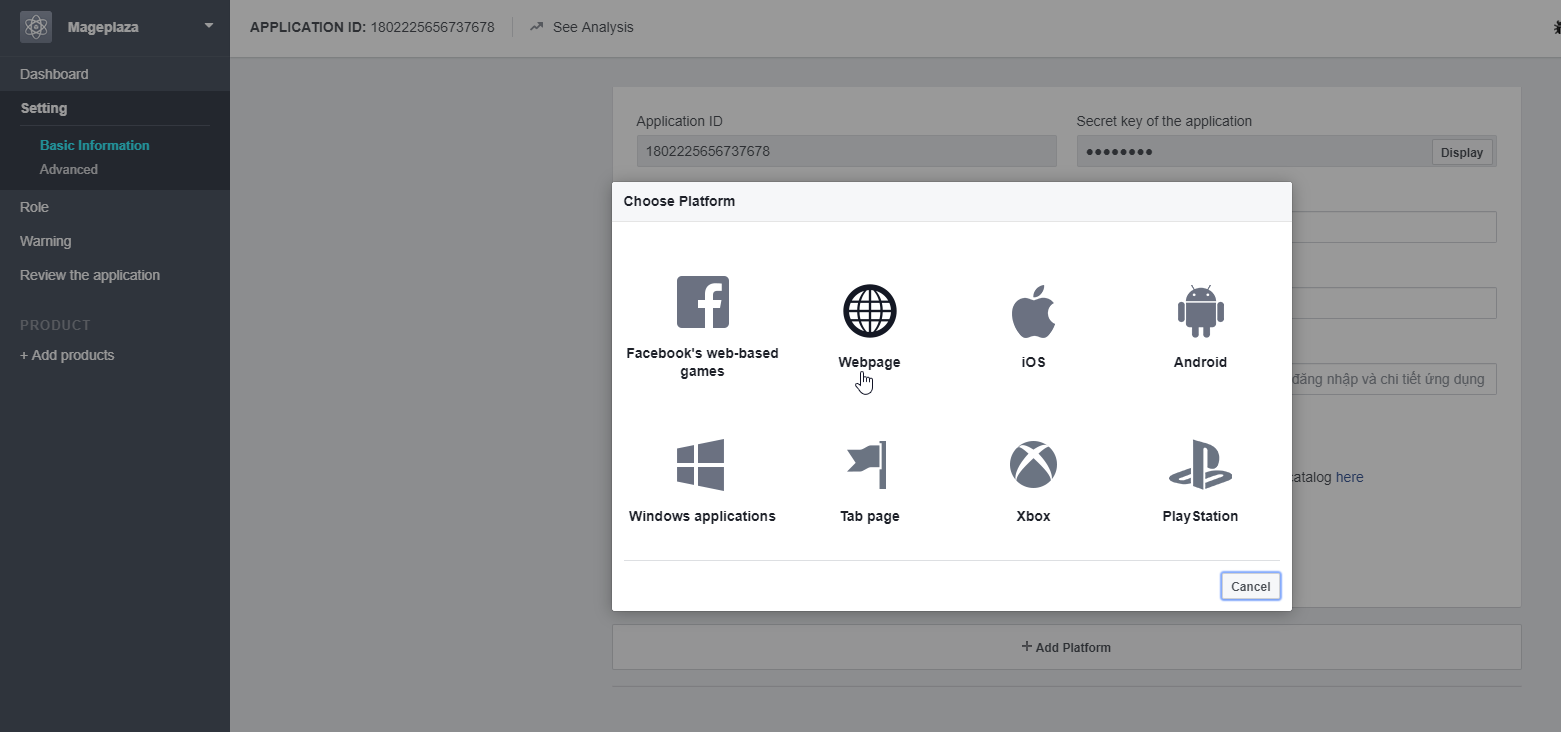 Mageplaza
APPLICATION ID: 1802225656737678
See Analysis
Dashboard
Setting
Basic Information
Advanced
Role
Warning
Review the application
PRODUCT
+ Add products
Application ID
Secret key of the application
1802225656737678
●●●●●●●●
Display
Choose Platform
Facebook's web-based
games
Webpage
iOS
Android
đăng nhập và chi tiết ứng dụng
Windows applications
Tab page
Xbox
PlayStation
catalog here
Cancel
+ Add Platform